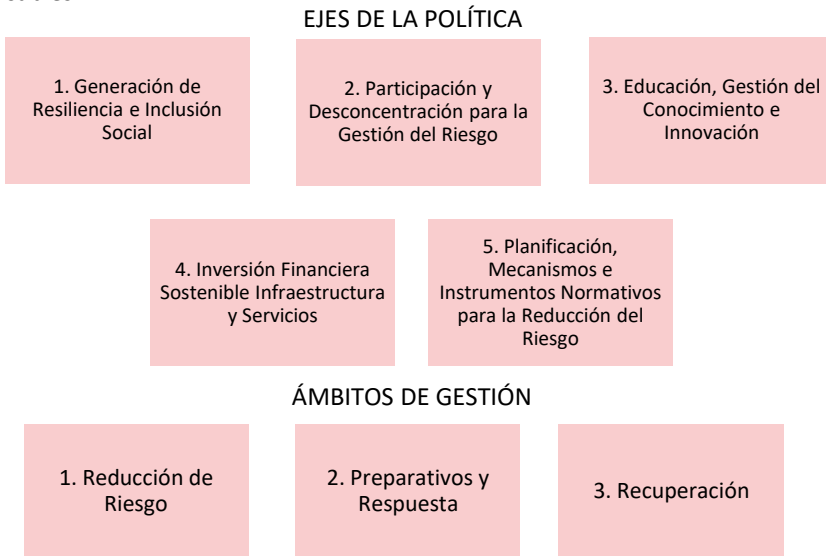 EJES DE LA POLÍTICA
1. Generación de
Resiliencia e Inclusión
Social
2. Participación y
Desconcentración para la
Gestión del Riesgo
3. Educación, Gestión del
Conocimiento e
Innovación
4. Inversión Financiera
Sostenible Infraestructura
y Servicios
5. Planificación,
Mecanismos e
Instrumentos Normativos
para la Reducción del
Riesgo
ÁMBITOS DE GESTIÓN
1. Reducción de
Riesgo
2. Preparativos y
Respuesta
3. Recuperación